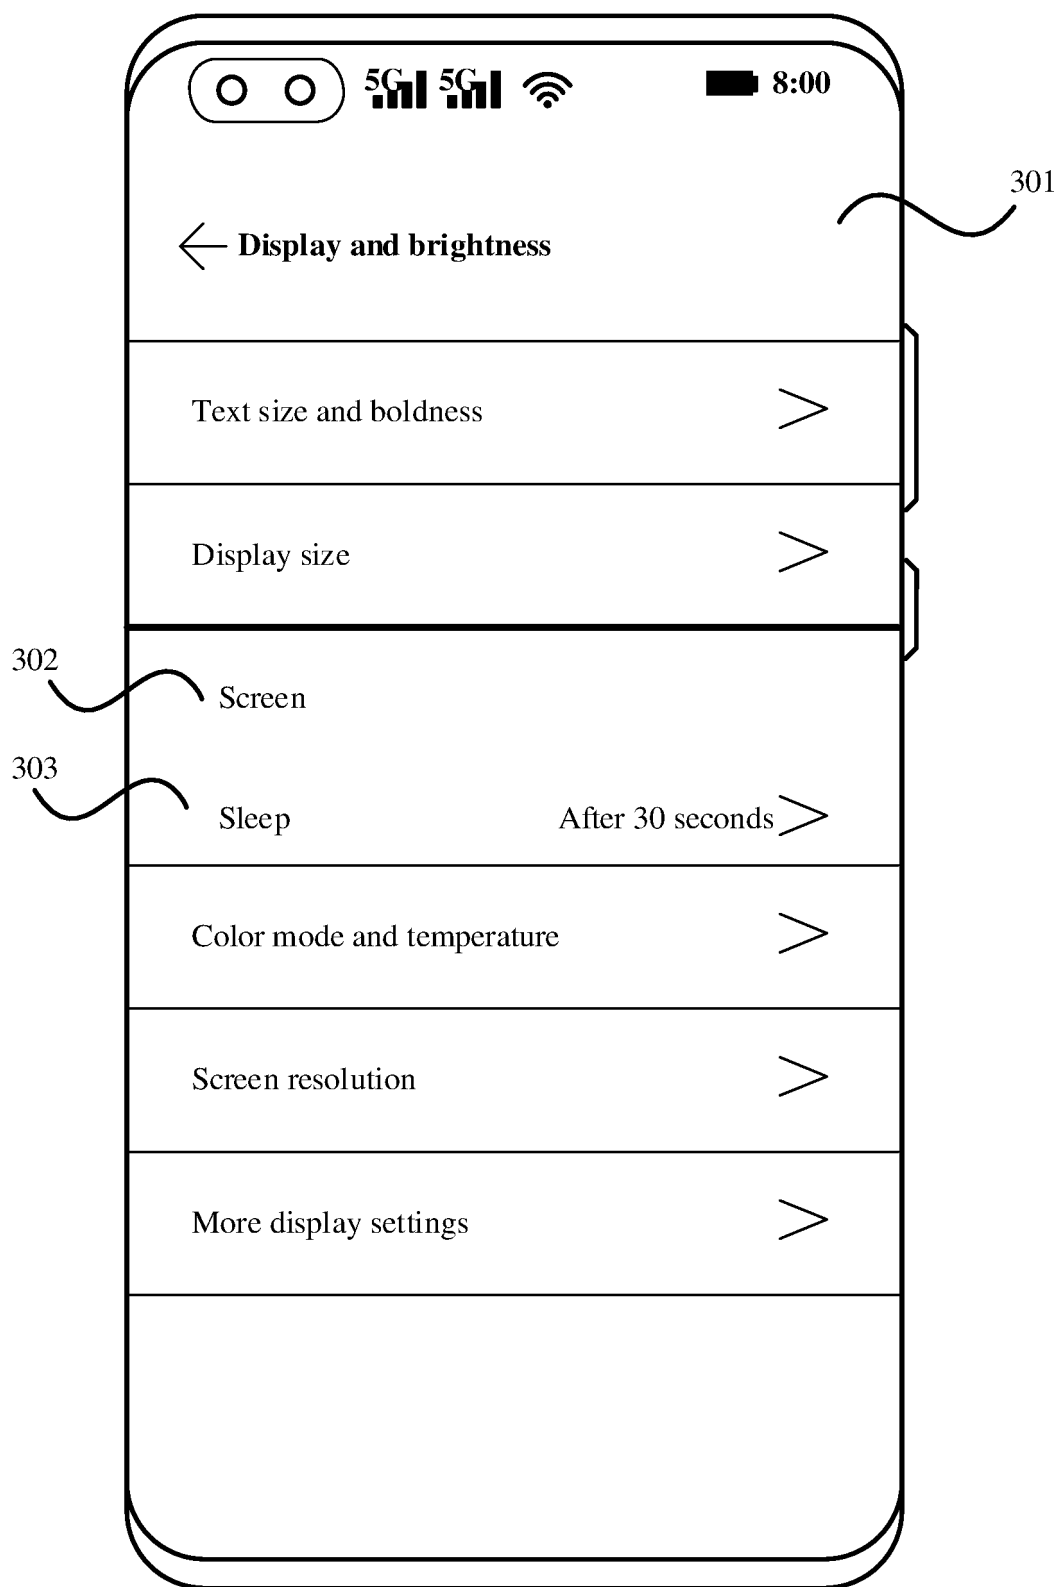 5G 5G 8:00
301
Display and brightness
Text size and boldness
Display size
302
Screen
303
Sleep After 30 seconds
Color mode and temperature
Screen resolution
More display settings